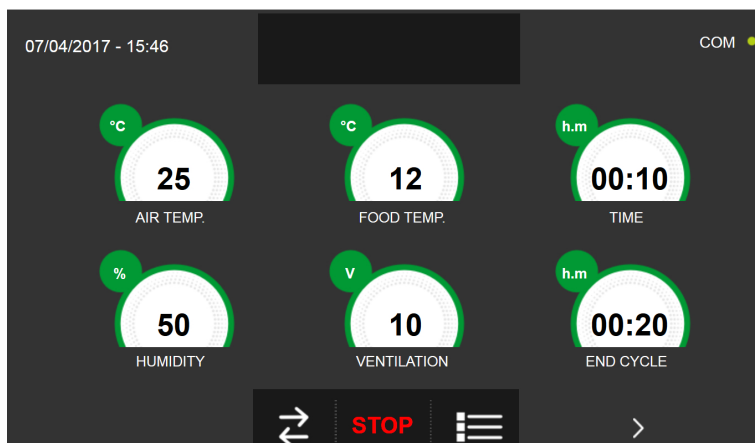 07/04/2017 - 15:46
COM
°C
°C
h.m
25
12
00:10
AIR TEMP.
FOOD TEMP.
TIME
%
V
h.m
50
10
00:20
HUMIDITY
VENTILATION
END CYCLE
STOP